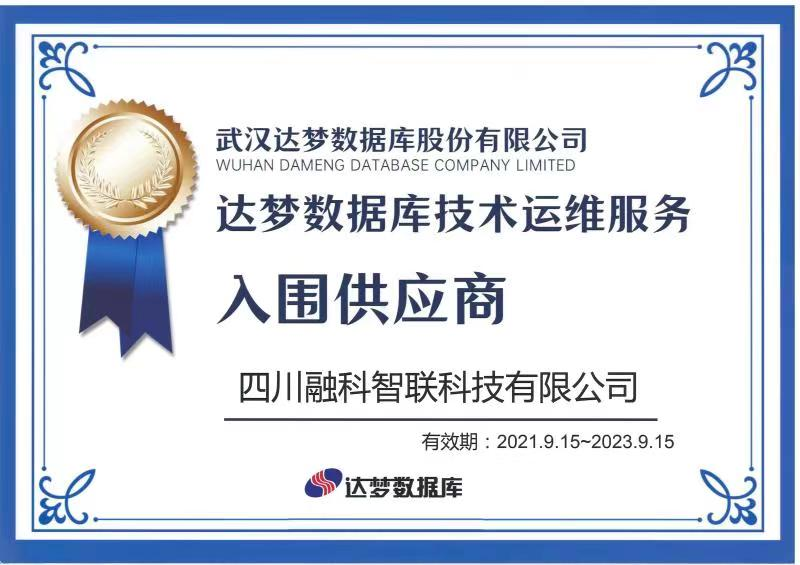 武汉达梦数据库股份有限公司
WUHAN DAMENG DATABASE COMPANY LIMITED
达梦数据库技术运维服务
入围供应商
四川融科智联科技有限公司
有效期：2021.9.15~2023.9.15
达梦数据库